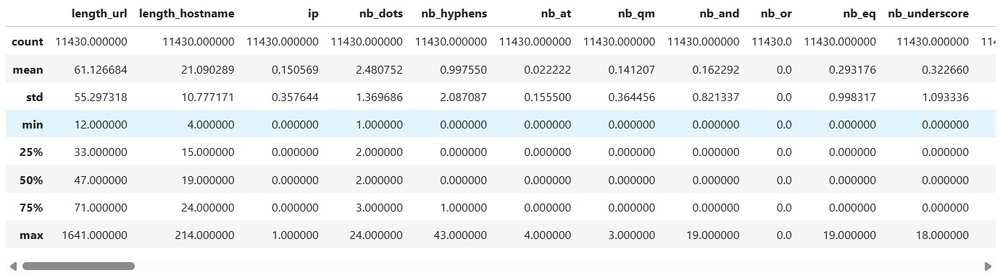 length_url length_hostname ip nb_dots nb_hyphens nb_at nb_qm nb_and nb_or nb_eq nb_underscore
count 11430.000000 11430.000000 11430.000000 11430.000000 11430.000000 11430.000000 11430.000000 11430.000000 11430.0 11430.000000 11430.000000 11
mean 61.126684 21.090289 0.150569 2.480752 0.997550 0.022222 0.141207 0.162292 0.0 0.293176 0.322660
std 55.297318 10.777171 0.357644 1.369686 2.087087 0.155500 0.364456 0.821337 0.0 0.998317 1.093336
min 12.000000 4.000000 0.000000 1.000000 0.000000 0.000000 0.000000 0.000000 0.0 0.000000 0.000000
25% 33.000000 15.000000 0.000000 2.000000 0.000000 0.000000 0.000000 0.000000 0.0 0.000000 0.000000
50% 47.000000 19.000000 0.000000 2.000000 0.000000 0.000000 0.000000 0.000000 0.0 0.000000 0.000000
75% 71.000000 24.000000 0.000000 3.000000 1.000000 0.000000 0.000000 0.000000 0.0 0.000000 0.000000
max 1641.000000 214.000000 1.000000 24.000000 43.000000 4.000000 3.000000 19.000000 0.0 19.000000 18.000000